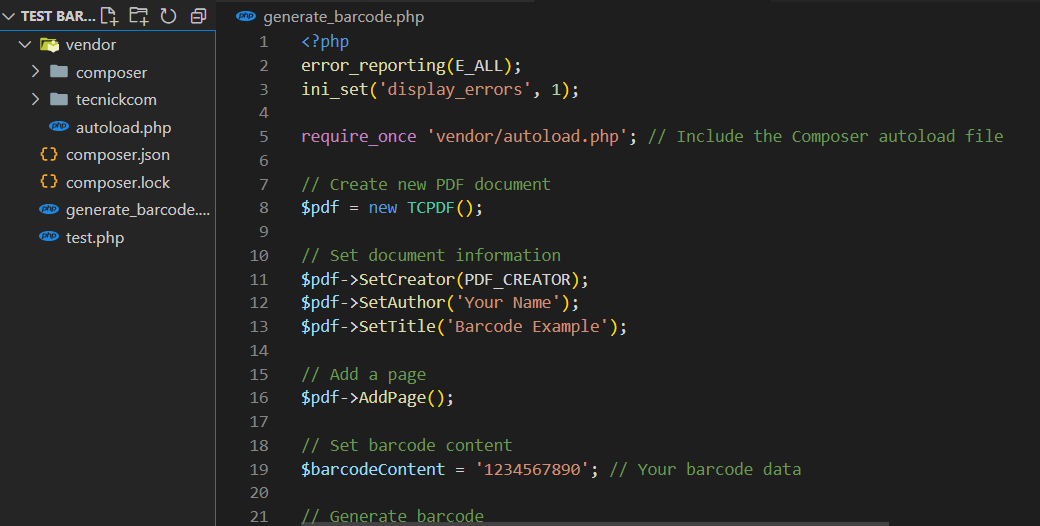 TEST BAR...
vendor
composer
tecnickcom
php autoload.php
{} composer.json
{} composer.lock
php generate_barcode....
php test.php
php generate_barcode.php
1 <?php
2 error_reporting(E_ALL);
3 ini_set('display_errors', 1);
4
5 require_once 'vendor/autoload.php'; // Include the Composer autoload file
6
7 // Create new PDF document
8 $pdf = new TCPDF();
9
10 // Set document information
11 $pdf->SetCreator(PDF_CREATOR);
12 $pdf->SetAuthor('Your Name');
13 $pdf->SetTitle('Barcode Example');
14
15 // Add a page
16 $pdf->AddPage();
17
18 // Set barcode content
19 $barcodeContent = '1234567890'; // Your barcode data
20
21 // Generate barcode